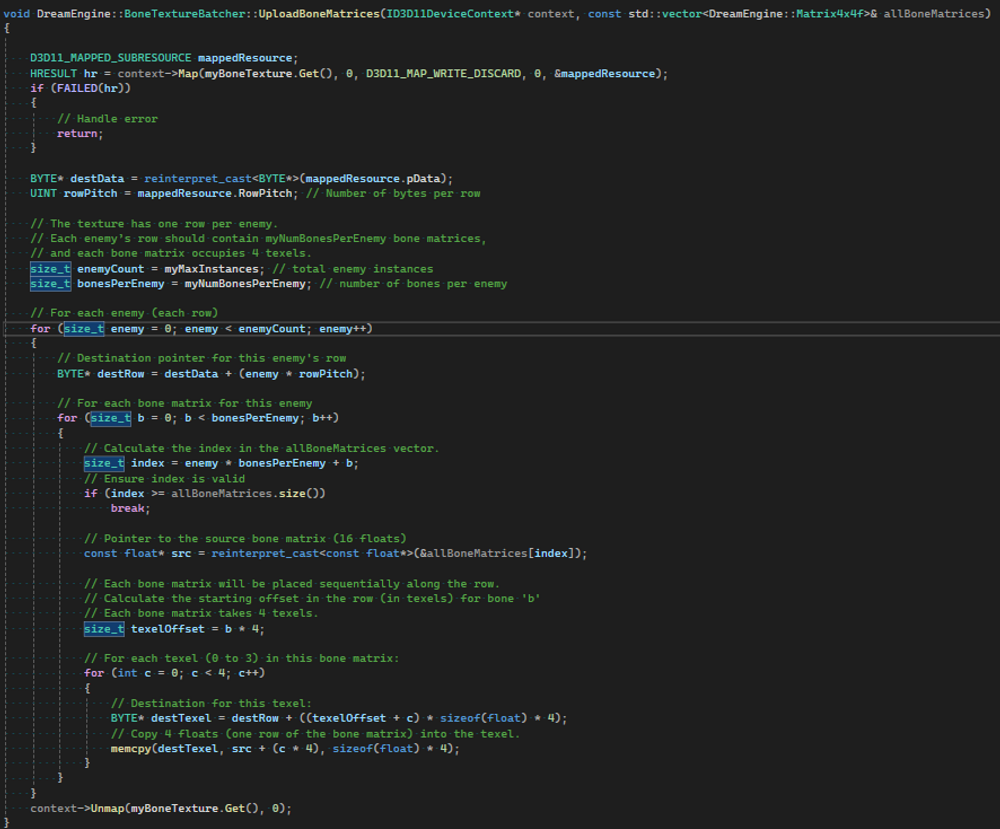 void DreamEngine::BoneTextureBatcher::UploadBoneMatrices(ID3D11DeviceContext* context, const std::vector<DreamEngine::Matrix4x4f>& allBoneMatrices)
{
D3D11_MAPPED_SUBRESOURCE mappedResource;
HRESULT hr = context->Map(myBoneTexture.Get(), 0, D3D11_MAP_WRITE_DISCARD, 0, &mappedResource);
if (FAILED(hr))
{
// Handle error
return;
}
BYTE* destData = reinterpret_cast<BYTE*>(mappedResource.pData);
UINT rowPitch = mappedResource.RowPitch; // Number of bytes per row
// The texture has one row per enemy.
// Each enemy's row should contain myNumBonesPerEnemy bone matrices,
// and each bone matrix occupies 4 texels.
size_t enemyCount = myMaxInstances; // total enemy instances
size_t bonesPerEnemy = myNumBonesPerEnemy; // number of bones per enemy
// For each enemy (each row)
for (size_t enemy = 0; enemy < enemyCount; enemy++)
{
// Destination pointer for this enemy's row
BYTE* destRow = destData + (enemy * rowPitch);
// For each bone matrix for this enemy
for (size_t b = 0; b < bonesPerEnemy; b++)
{
// Calculate the index in the allBoneMatrices vector.
size_t index = enemy * bonesPerEnemy + b;
// Ensure index is valid
if (index >= allBoneMatrices.size())
break;
// Pointer to the source bone matrix (16 floats)
const float* src = reinterpret_cast<const float*>(&allBoneMatrices[index]);
// Each bone matrix will be placed sequentially along the row.
// Calculate the starting offset in the row (in texels) for bone 'b'
// Each bone matrix takes 4 texels.
size_t texelOffset = b * 4;
// For each texel (0 to 3) in this bone matrix:
for (int c = 0; c < 4; c++)
{
// Destination for this texel:
BYTE* destTexel = destRow + ((texelOffset + c) * sizeof(float) * 4);
// Copy 4 floats (one row of the bone matrix) into the texel.
memcpy(destTexel, src + (c * 4), sizeof(float) * 4);
}
}
}
context->Unmap(myBoneTexture.Get(), 0);
}